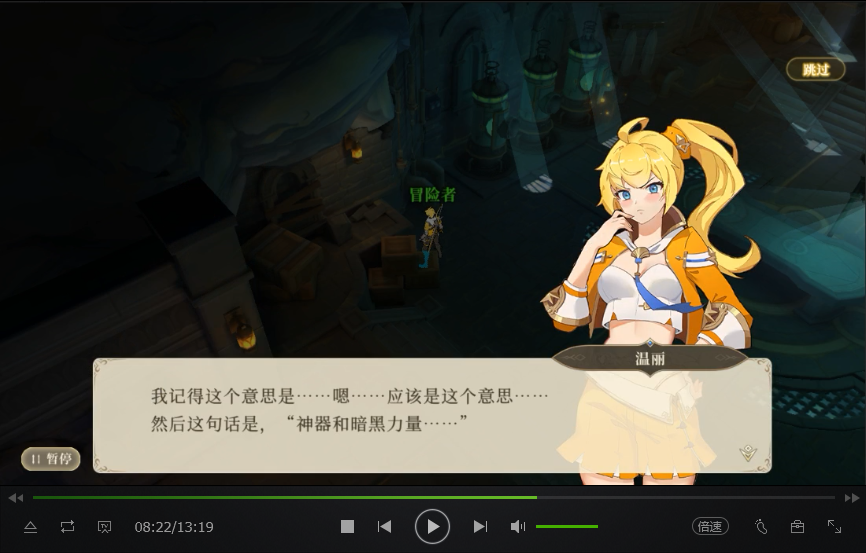 跳过
冒险者
温丽
我记得这个意思是……嗯……应该是这个意思……
然后这句话是，“神器和暗黑力量……”
暂停
08:22/13:19
倍速